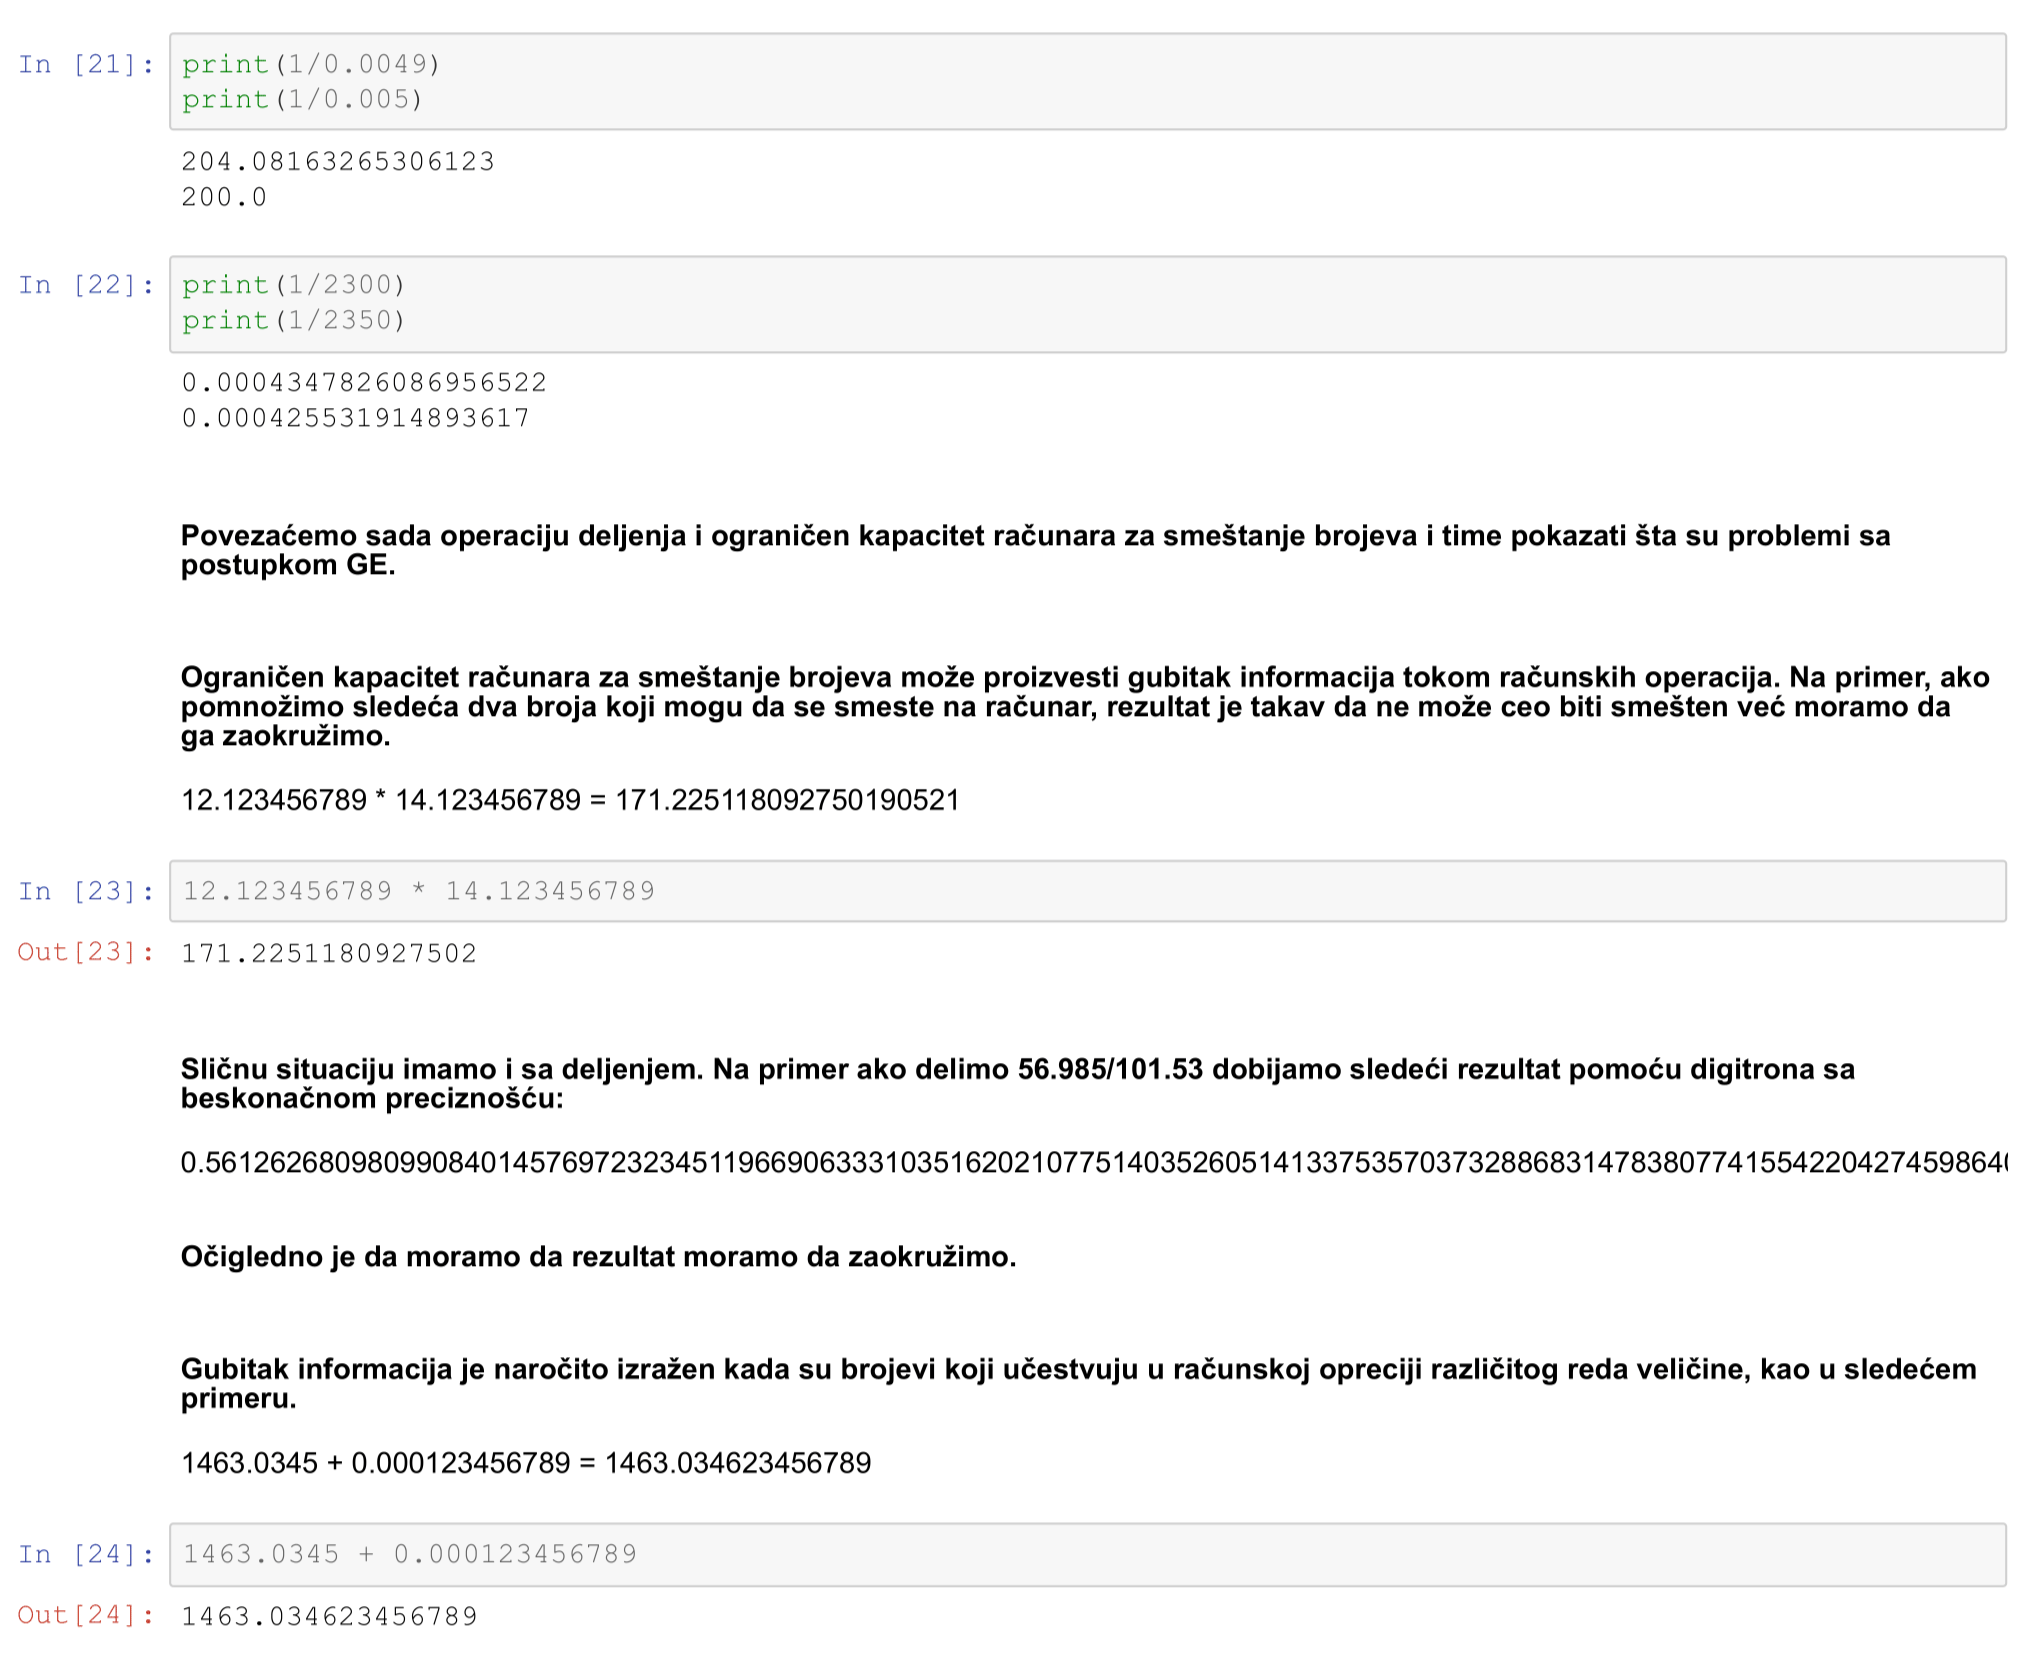 In [21]: print(1/0.0049)
print(1/0.005)
204.08163265306123
200.0
In [22]: print(1/2300)
print(1/2350)
0.0004347826086956522
0.000425531914893617
Povezaćemo sada operaciju deljenja i ograničen kapacitet računara za smeštanje brojeva i time pokazati šta su problemi sa
postupkom GE.
Ograničen kapacitet računara za smeštanje brojeva može proizvesti gubitak informacija tokom računskih operacija. Na primer, ako
pomnožimo sledeća dva broja koji mogu da se smeste na računar, rezultat je takav da ne može ceo biti smešten već moramo da
ga zaokružimo.
12.123456789 * 14.123456789 = 171.225118092750190521
In [23]: 12.123456789 * 14.123456789
Out[23]: 171.2251180927502
Sličnu situaciju imamo i sa deljenjem. Na primer ako delimo 56.985/101.53 dobijamo sledeći rezultat pomoću digitrona sa
beskonačnom preciznošću:
0.561262680980990840145769723234511966906333103516202107751403526051413375357037328868314783807741554220427459864
Očigledno je da moramo da rezultat moramo da zaokružimo.
Gubitak informacija je naročito izražen kada su brojevi koji učestvuju u računskoj opreciji različitog reda veličine, kao u sledećem
primeru.
1463.0345 + 0.000123456789 = 1463.034623456789
In [24]: 1463.0345 + 0.000123456789
Out[24]: 1463.034623456789